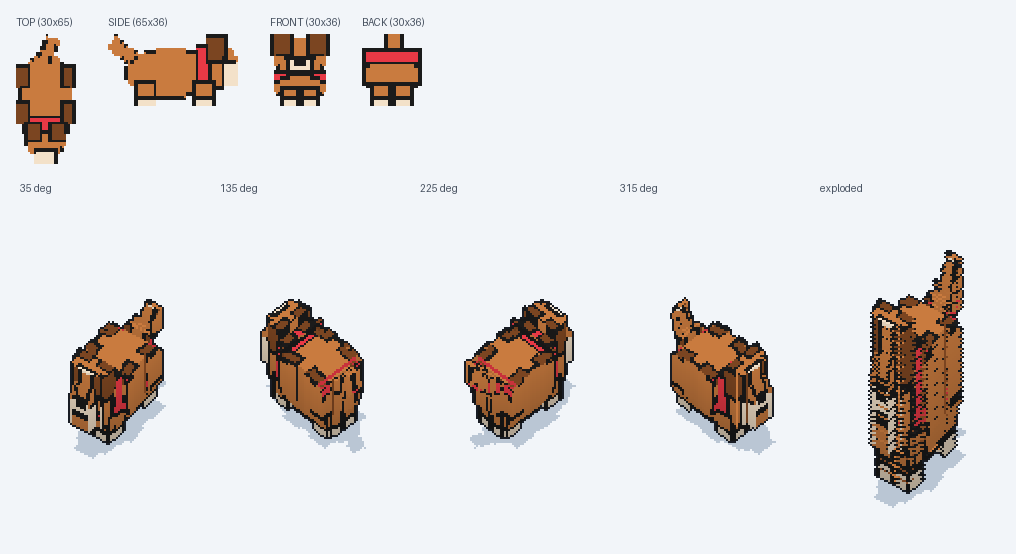 TOP (30x65)
SIDE (65x36)
FRONT (30x36)
BACK (30x36)
35 deg
135 deg
225 deg
315 deg
exploded